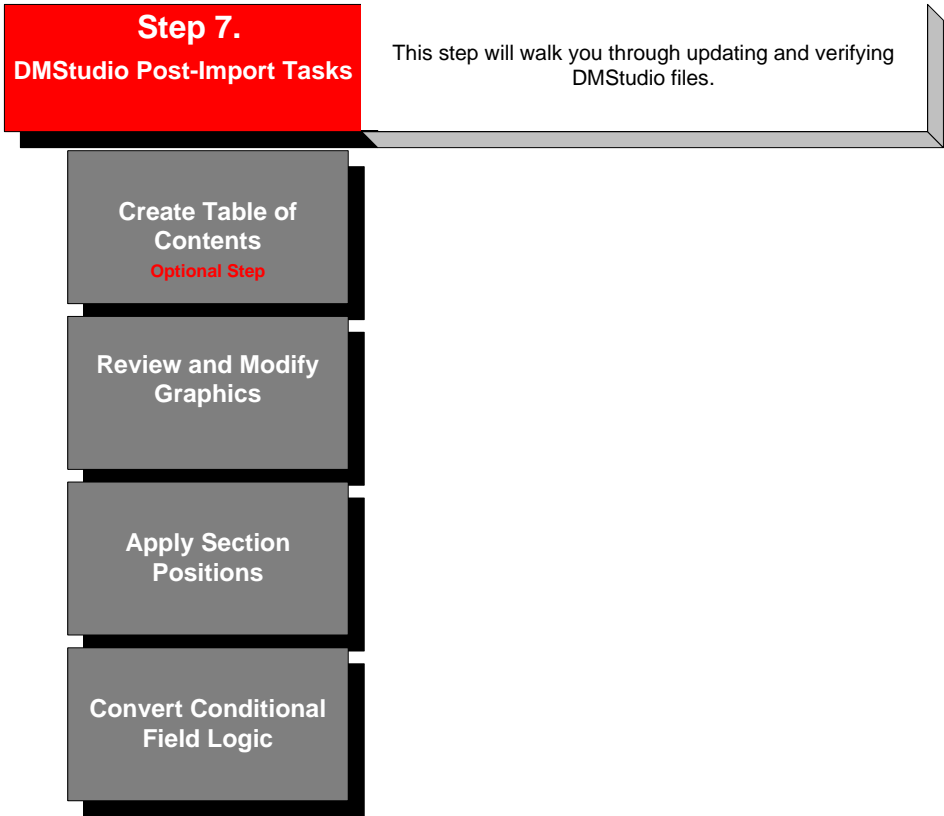 Step 7.
DMStudio Post-Import Tasks
This step will walk you through updating and verifying
DMStudio files.
Create Table of
Contents
Optional Step
Review and Modify
Graphics
Apply Section
Positions
Convert Conditional
Field Logic